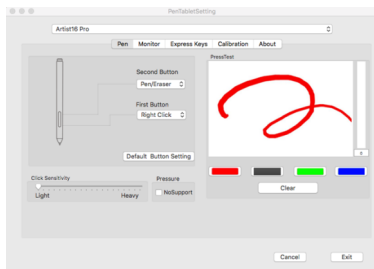 PenTabletSetting
Artist16 Pro
Pen Monitor Express Keys Calibration About
PressTest
Second Button
Pen/Eraser
First Button
Right Click
Default Button Setting
Click Sensitivity
Light Heavy
Pressure
NoSupport
Clear
Cancel Exit